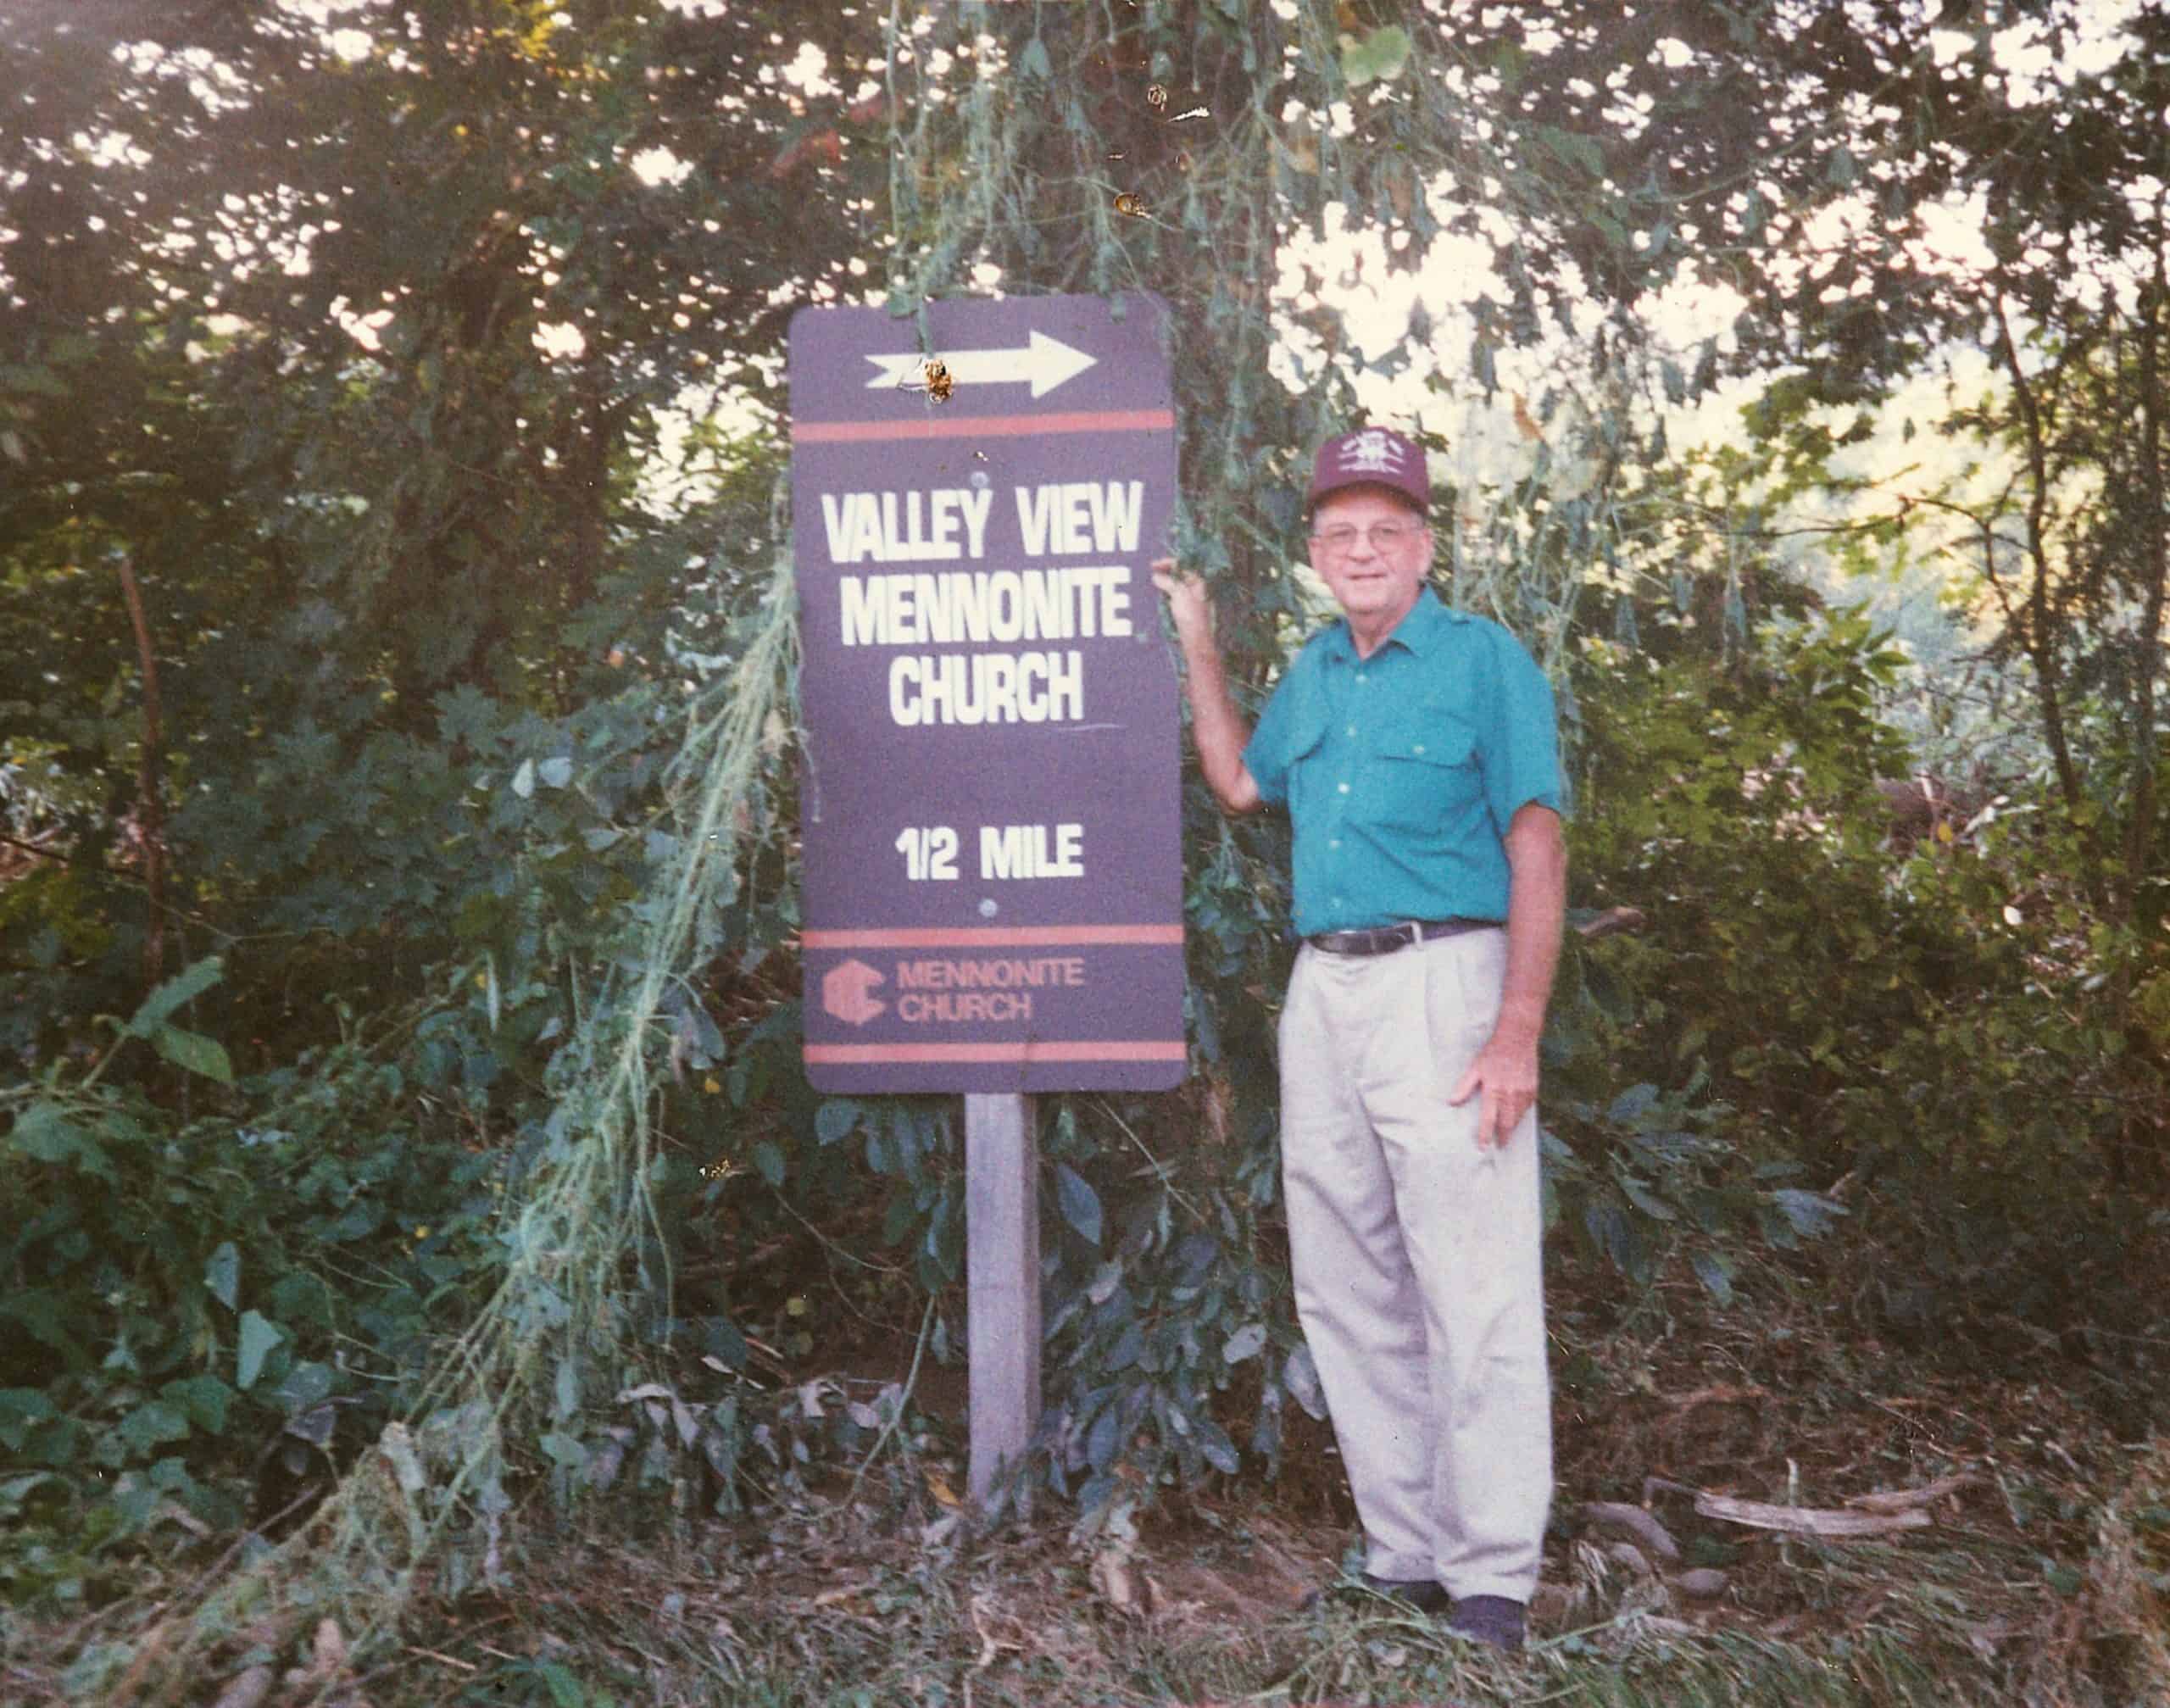 VALLEY VIEW
MENNONITE
CHURCH
1/2 MILE
MENNONITE
CHURCH